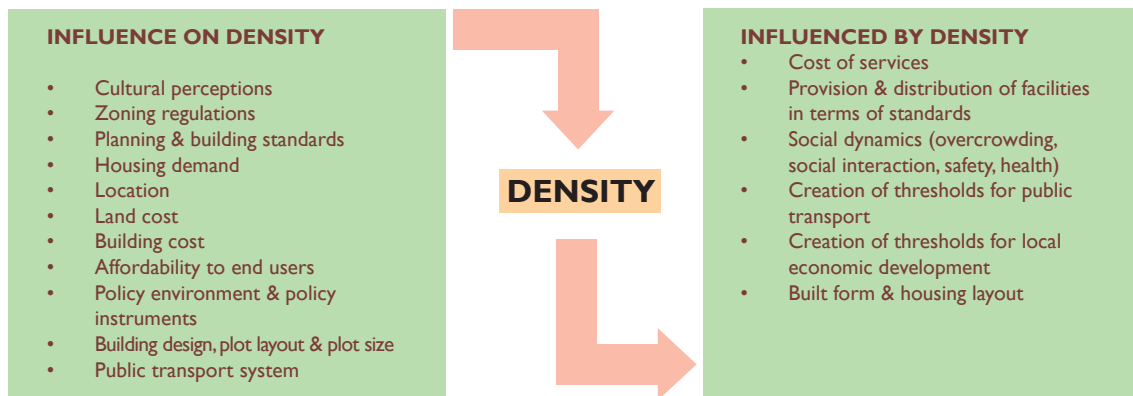 INFLUENCE ON DENSITY
• Cultural perceptions
• Zoning regulations
• Planning & building standards
• Housing demand
• Location
• Land cost
• Building cost
• Affordability to end users
• Policy environment & policy
instruments
• Building design, plot layout & plot size
• Public transport system
DENSITY
INFLUENCED BY DENSITY
• Cost of services
• Provision & distribution of facilities
in terms of standards
• Social dynamics (overcrowding,
social interaction, safety, health)
• Creation of thresholds for public
transport
• Creation of thresholds for local
economic development
• Built form & housing layout